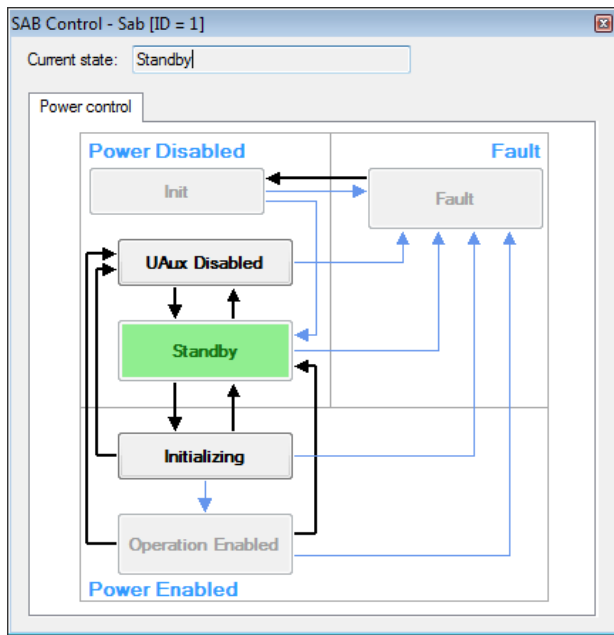 SAB Control - Sab [ID = 1]
Current state: Standby
Power control
Power Disabled
Fault
Init
Fault
UAux Disabled
Standby
Initializing
Operation Enabled
Power Enabled